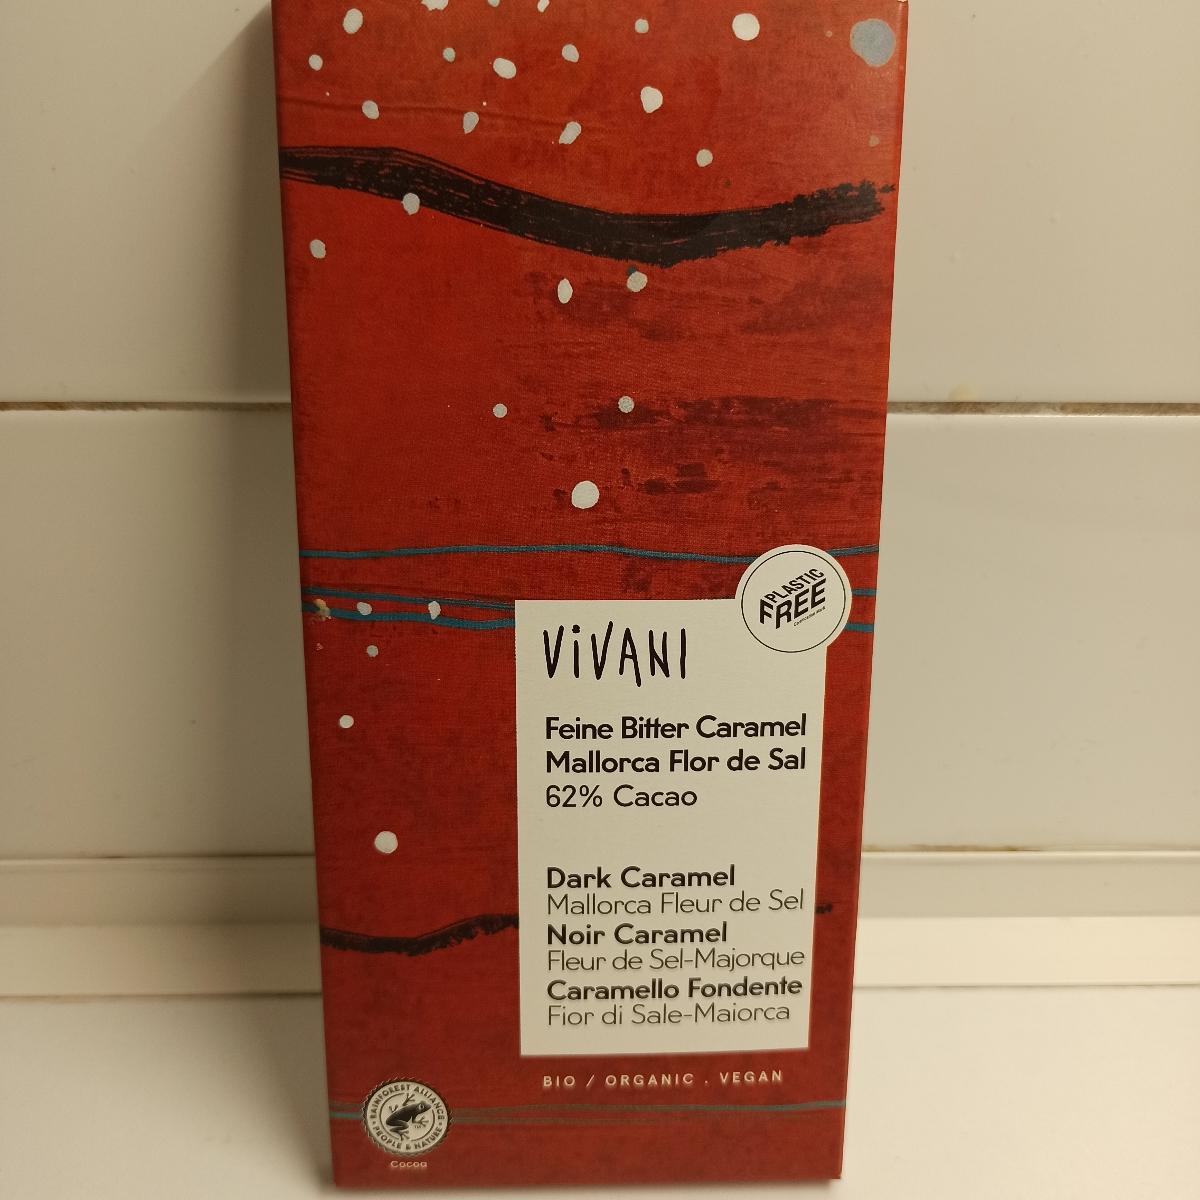 PLASTIC
FREE
ViVANI
Feine Bitter Caramel
Mallorca Flor de Sal
62% Cacao
Dark Caramel
Mallorca Fleur de Sel
Noir Caramel
Fleur de Sel-Majorque
Caramello Fondente
Fior di Sale-Maiorca
BIO / ORGANIC . VEGAN
RAINFOREST ALLIANCE
PEOPLE & NATURE
Cocoa